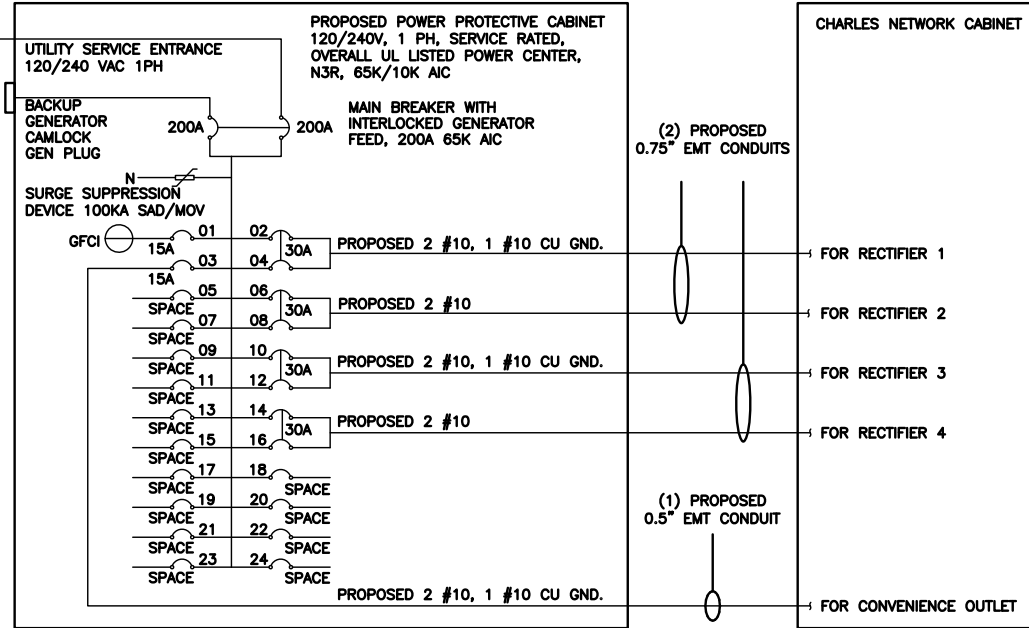 PROPOSED POWER PROTECTIVE CABINET
120/240V, 1 PH, SERVICE RATED,
OVERALL UL LISTED POWER CENTER,
N3R, 65K/10K AIC
CHARLES NETWORK CABINET
UTILITY SERVICE ENTRANCE
120/240 VAC 1PH
BACKUP
GENERATOR
CAMLOCK
GEN PLUG
200A
200A
MAIN BREAKER WITH
INTERLOCKED GENERATOR
FEED, 200A 65K AIC
(2) PROPOSED
0.75" EMT CONDUITS
N
SURGE SUPPRESSION
DEVICE 100KA SAD/MOV
GFCI
15A
01
02
30A
PROPOSED 2 #10, 1 #10 CU GND.
FOR RECTIFIER 1
15A
03
04
SPACE
05
06
30A
PROPOSED 2 #10
FOR RECTIFIER 2
SPACE
07
08
SPACE
09
10
30A
PROPOSED 2 #10, 1 #10 CU GND.
FOR RECTIFIER 3
SPACE
11
12
SPACE
13
14
30A
PROPOSED 2 #10
FOR RECTIFIER 4
SPACE
15
16
SPACE
17
18
SPACE
SPACE
19
20
SPACE
SPACE
21
22
SPACE
SPACE
23
24
SPACE
(1) PROPOSED
0.5" EMT CONDUIT
PROPOSED 2 #10, 1 #10 CU GND.
FOR CONVENIENCE OUTLET